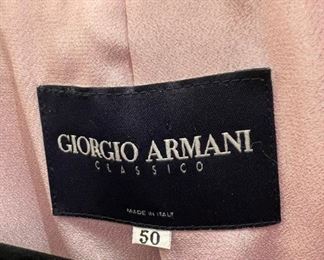 GIORGIO ARMANI
CLASSICO
MADE IN ITALY
50